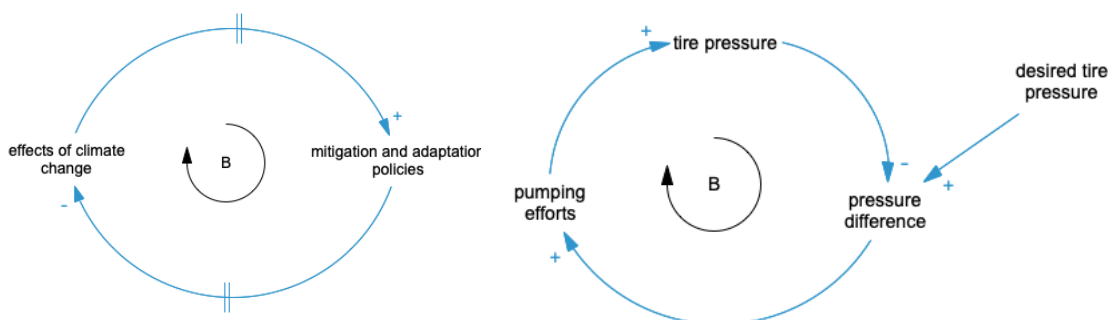 +
effects of climate
change
-
B
+
mitigation and adaptatior
policies
+
tire pressure
desired tire
pressure
B
-
+
pumping
efforts
+
pressure
difference